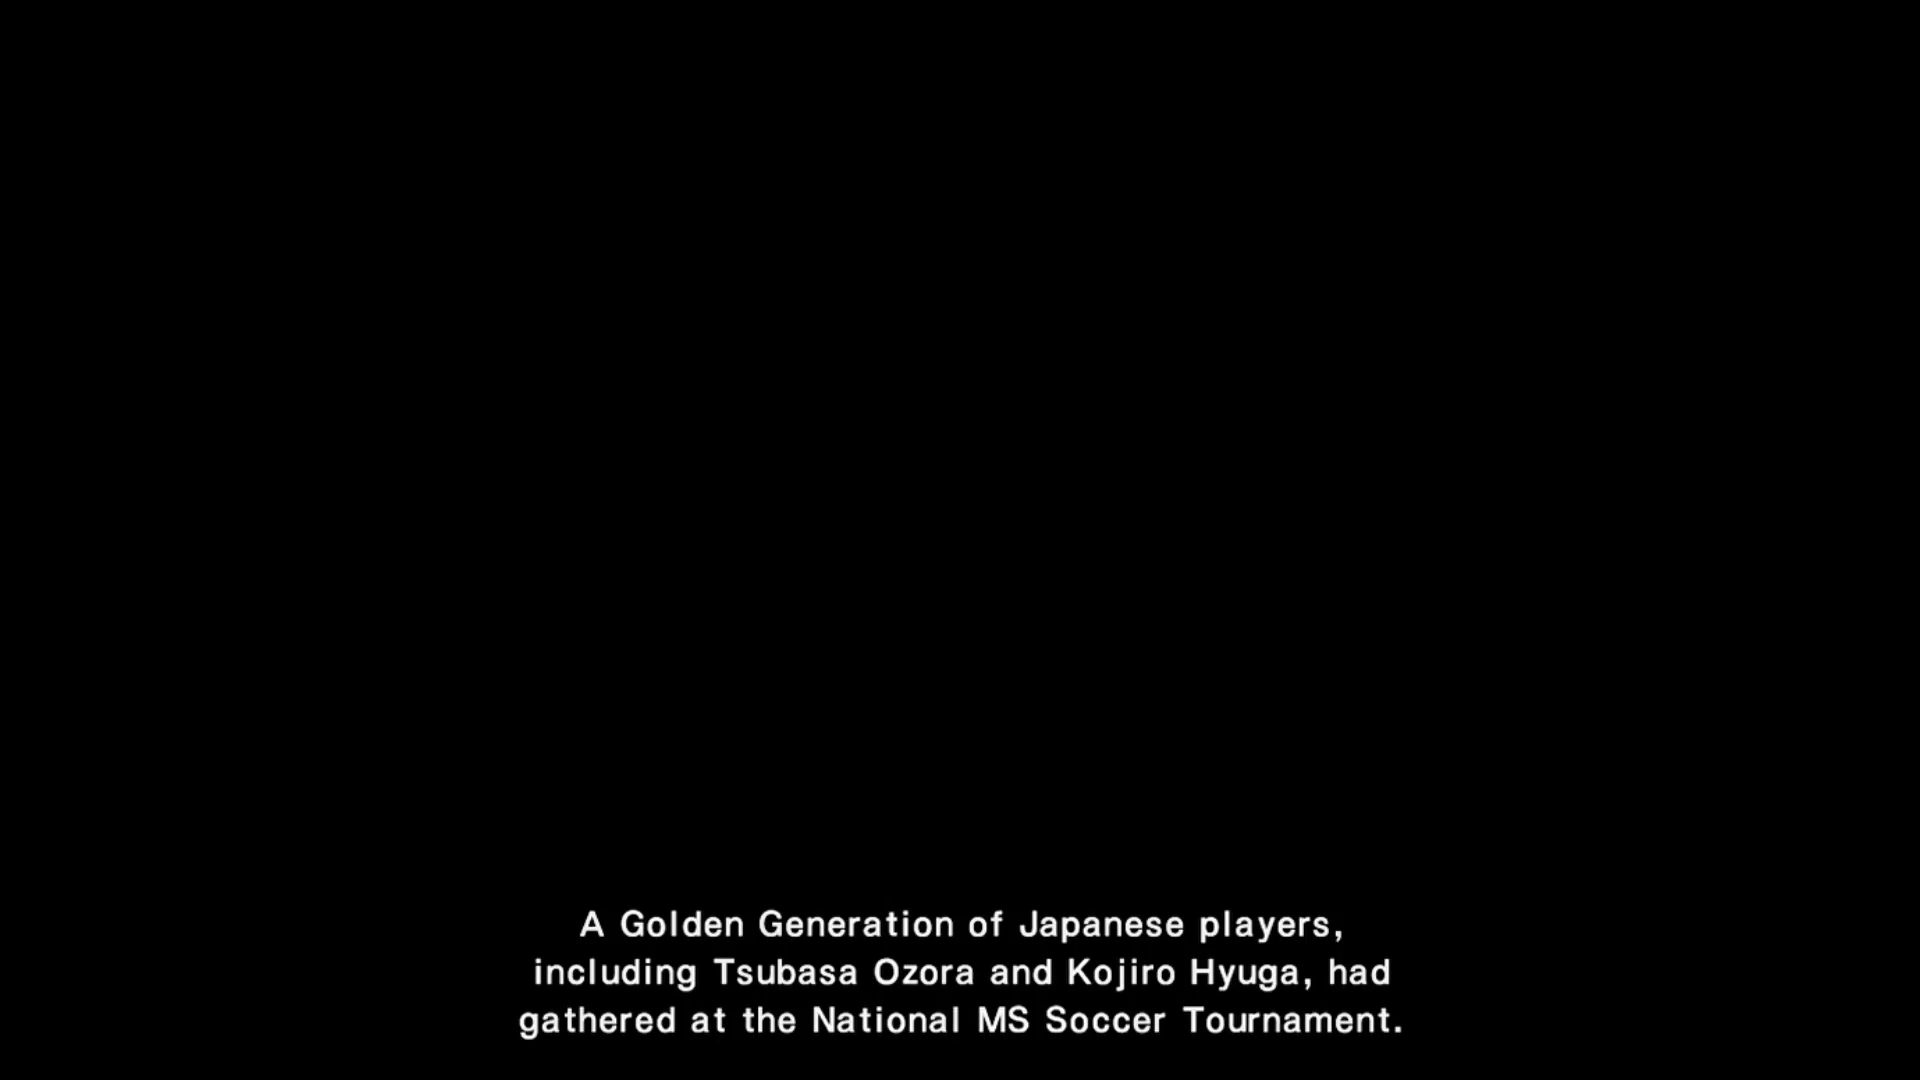 A Golden Generation of Japanese players,
including Tsubasa Ozora and Kojiro Hyuga, had
gathered at the National MS Soccer Tournament.